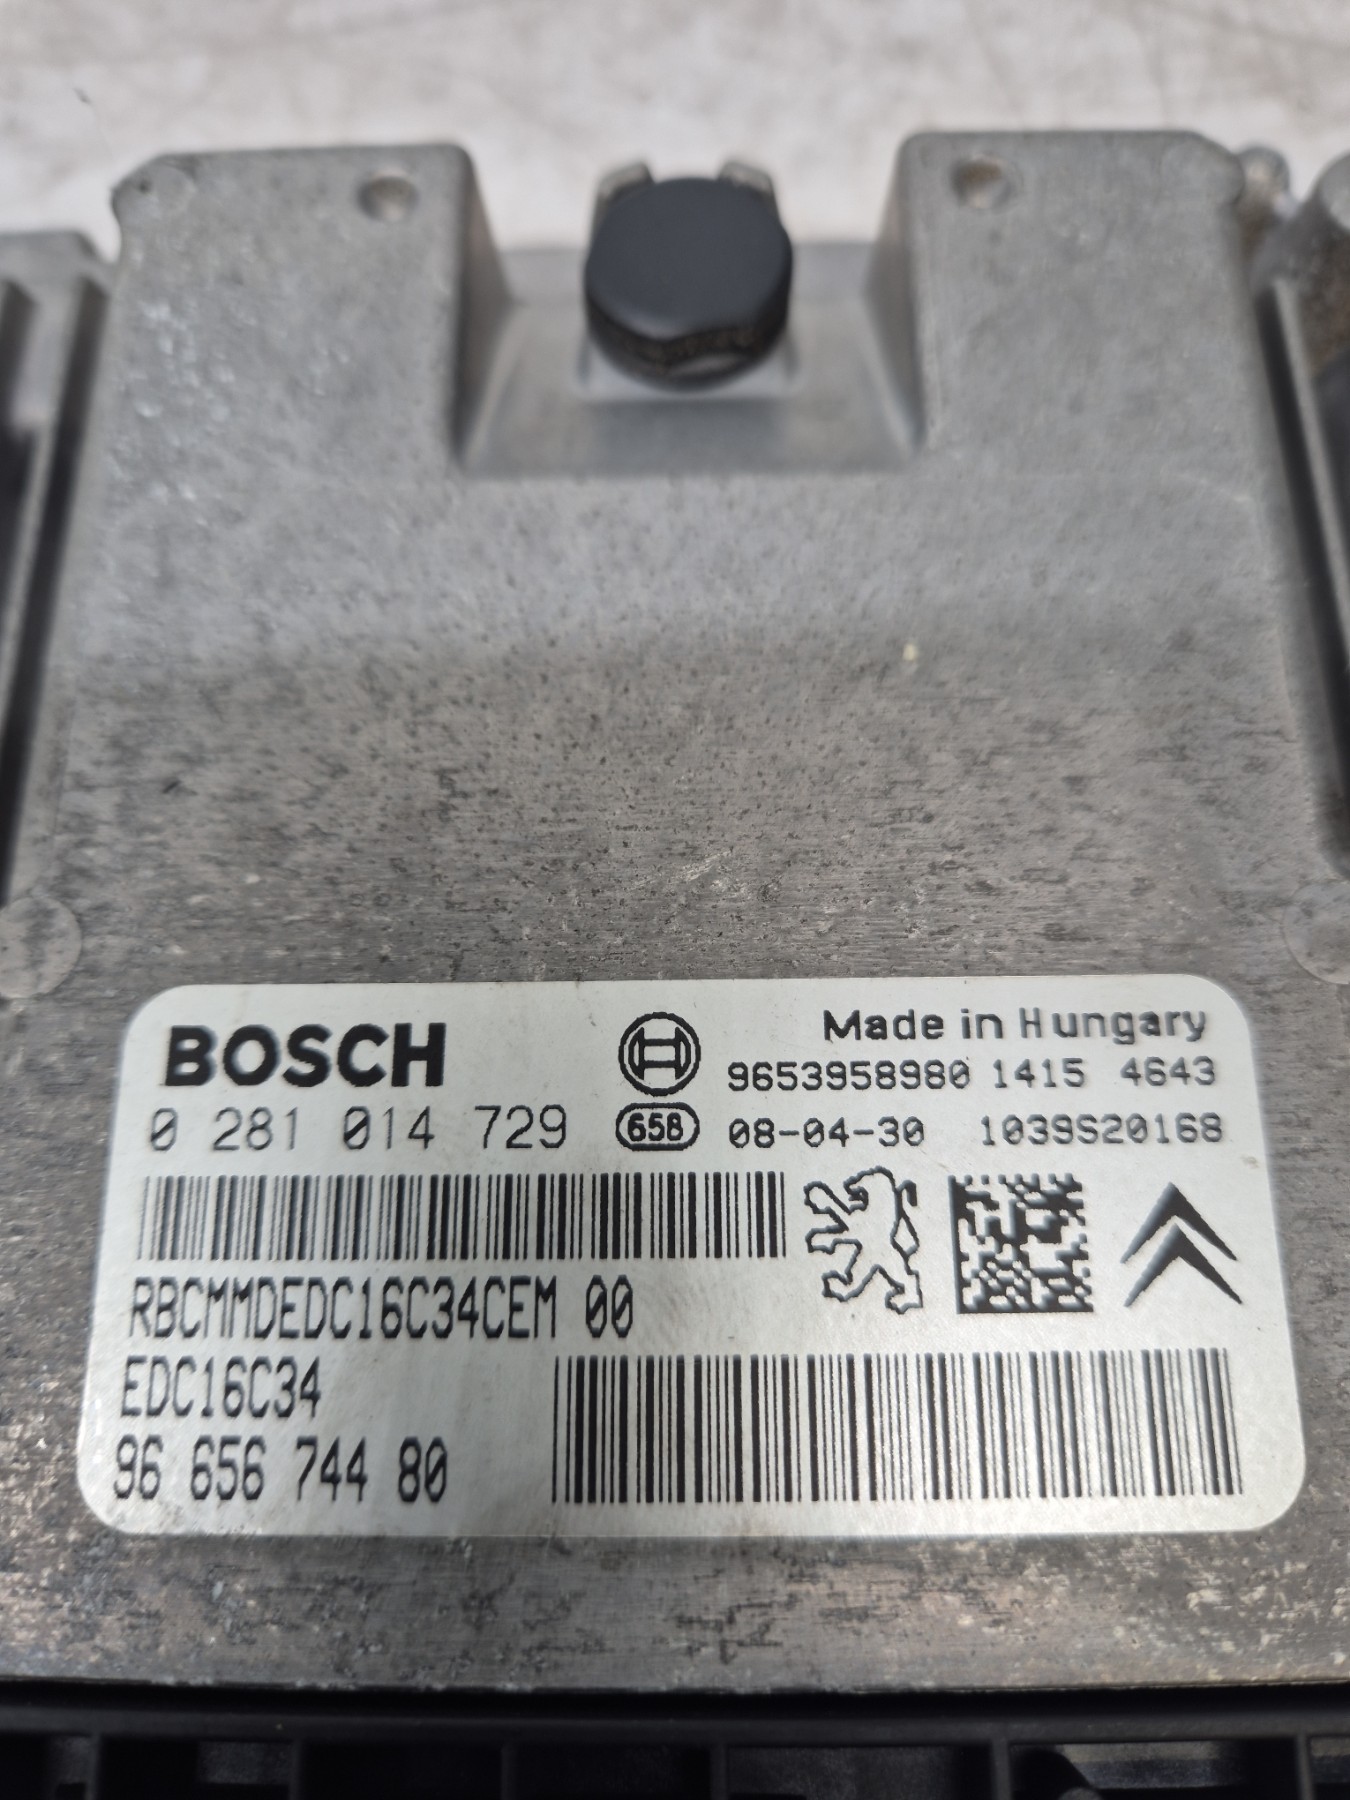 BOSCH
Made in Hungary
9653958980 1415 4643
0 281 014 729
658
08-04-30 1039S20168
RBCMMDEDC16C34CEM 00
EDC16C34
96 656 744 80